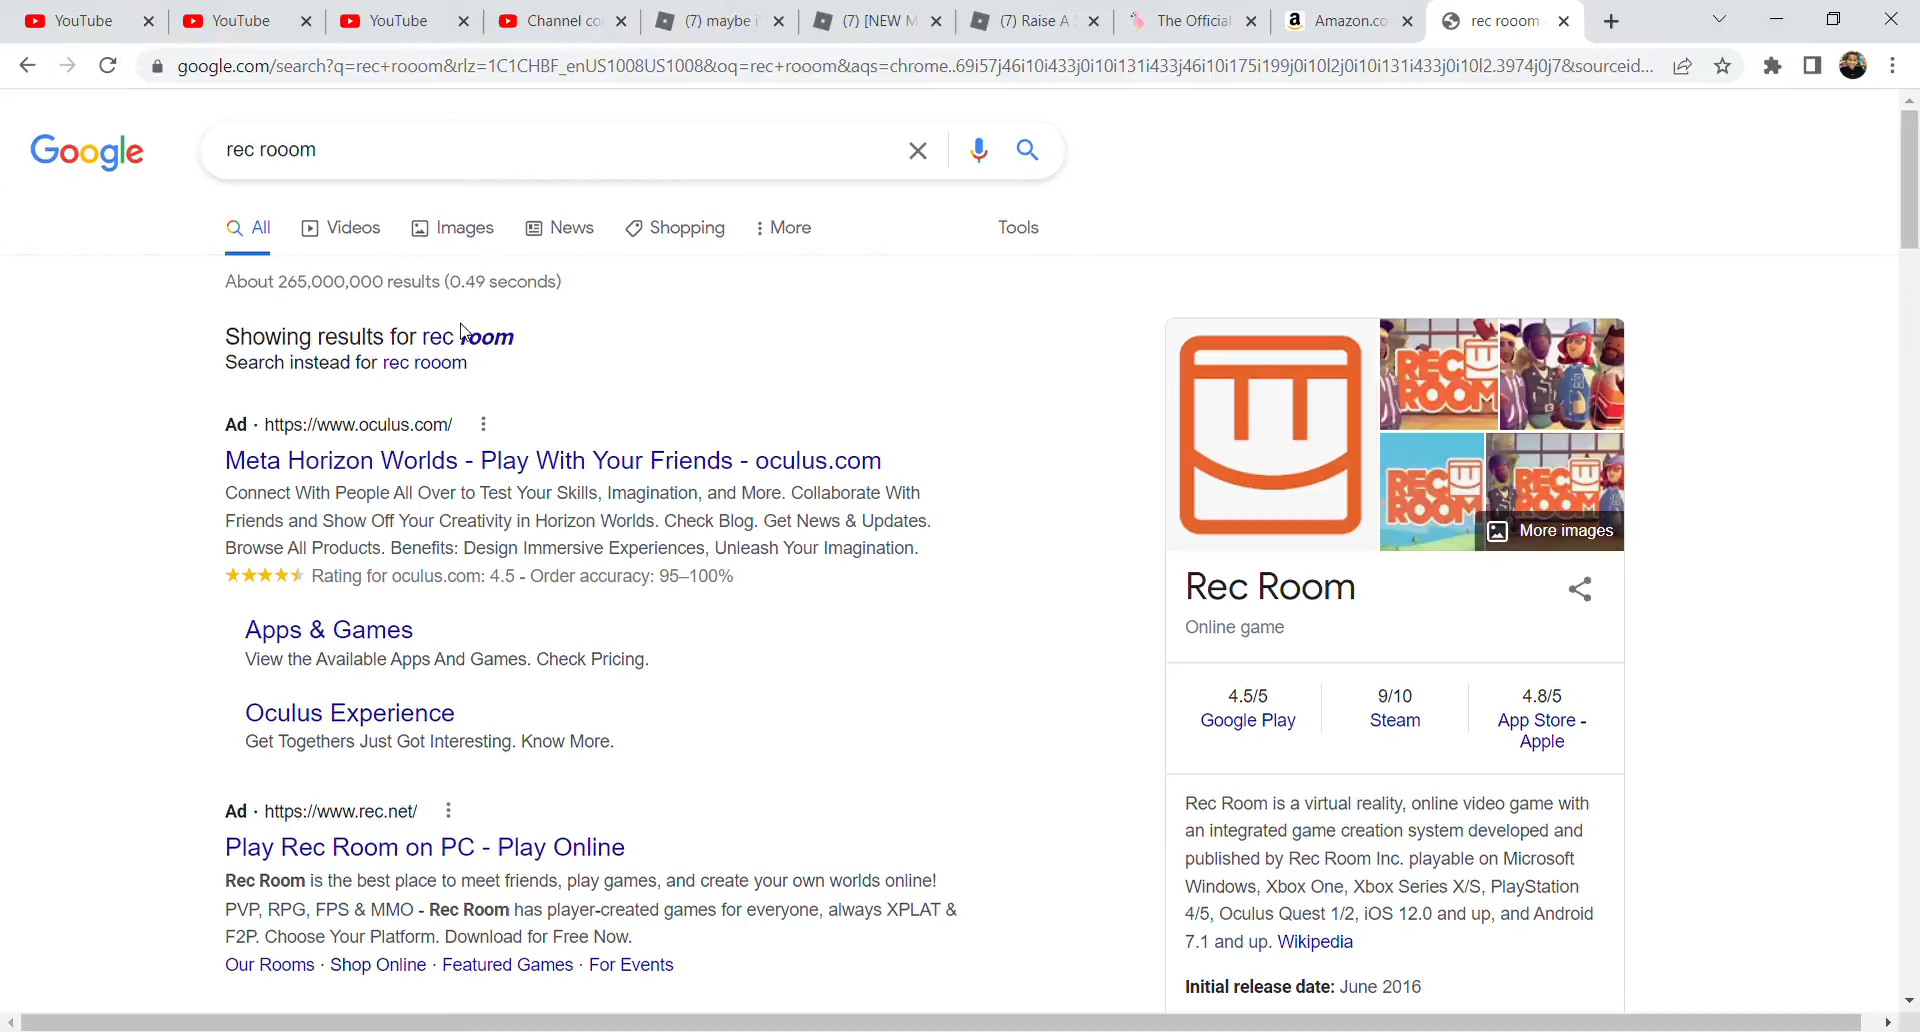 YouTube
YouTube
YouTube
Channel co
(7) maybe i
(7) [NEW M
(7) Raise A
The Official
Amazon.co
rec rooom
google.com/search?q=rec+rooom&rlz=1C1CHBF_enUS1008US1008&oq=rec+rooom&aqs=chrome..69i57j46i10i433j0i10i131i433j46i10i175i199j0i10l2j0i10i131i433j0i10l2.3974j0j7&sourceid...
Google
rec rooom
All
Videos
Images
News
Shopping
More
Tools
About 265,000,000 results (0.49 seconds)
Showing results for rec room
Search instead for rec rooom
Ad · https://www.oculus.com/
Meta Horizon Worlds - Play With Your Friends - oculus.com
Connect With People All Over to Test Your Skills, Imagination, and More. Collaborate With
Friends and Show Off Your Creativity in Horizon Worlds. Check Blog. Get News & Updates.
Browse All Products. Benefits: Design Immersive Experiences, Unleash Your Imagination.
Rating for oculus.com: 4.5 - Order accuracy: 95–100%
Apps & Games
View the Available Apps And Games. Check Pricing.
Oculus Experience
Get Togethers Just Got Interesting. Know More.
Ad · https://www.rec.net/
Play Rec Room on PC - Play Online
Rec Room is the best place to meet friends, play games, and create your own worlds online!
PVP, RPG, FPS & MMO - Rec Room has player-created games for everyone, always XPLAT &
F2P. Choose Your Platform. Download for Free Now.
Our Rooms · Shop Online · Featured Games · For Events
REC
ROOM
REC
ROOM
REC
ROOM
More images
Rec Room
Online game
4.5/5
Google Play
9/10
Steam
4.8/5
App Store -
Apple
Rec Room is a virtual reality, online video game with
an integrated game creation system developed and
published by Rec Room Inc. playable on Microsoft
Windows, Xbox One, Xbox Series X/S, PlayStation
4/5, Oculus Quest 1/2, iOS 12.0 and up, and Android
7.1 and up. Wikipedia
Initial release date: June 2016